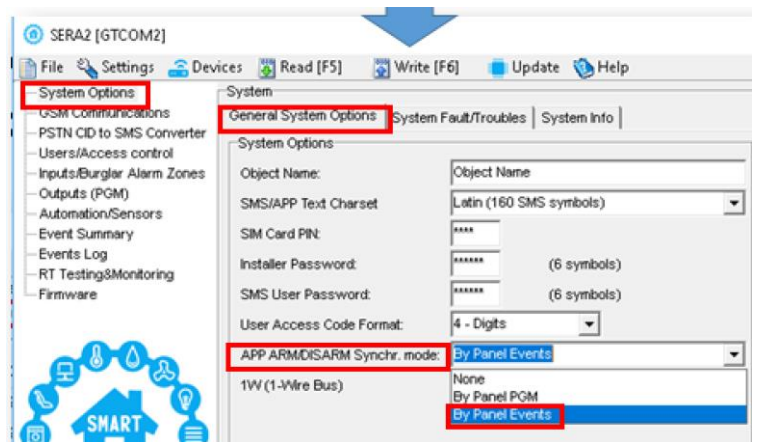 SERA2 [GTCOM2]
File Settings Devices Read [F5] Write [F6] Update Help
System Options
GSM Communications
PSTN CID to SMS Converter
Users/Access control
Inputs/Burglar Alarm Zones
Outputs (PGM)
Automation/Sensors
Event Summary
Events Log
RT Testing&Monitoring
Firmware
SMART
System
General System Options System Fault/Troubles System Info
System Options
Object Name: Object Name
SMS/APP Text Charset Latin (160 SMS symbols)
SIM Card PIN: ****
Installer Password: ****** (6 symbols)
SMS User Password: ****** (6 symbols)
User Access Code Format: 4 - Digits
APP ARM/DISARM Synchr. mode: By Panel Events
1W (1-Wire Bus)
None
By Panel PGM
By Panel Events